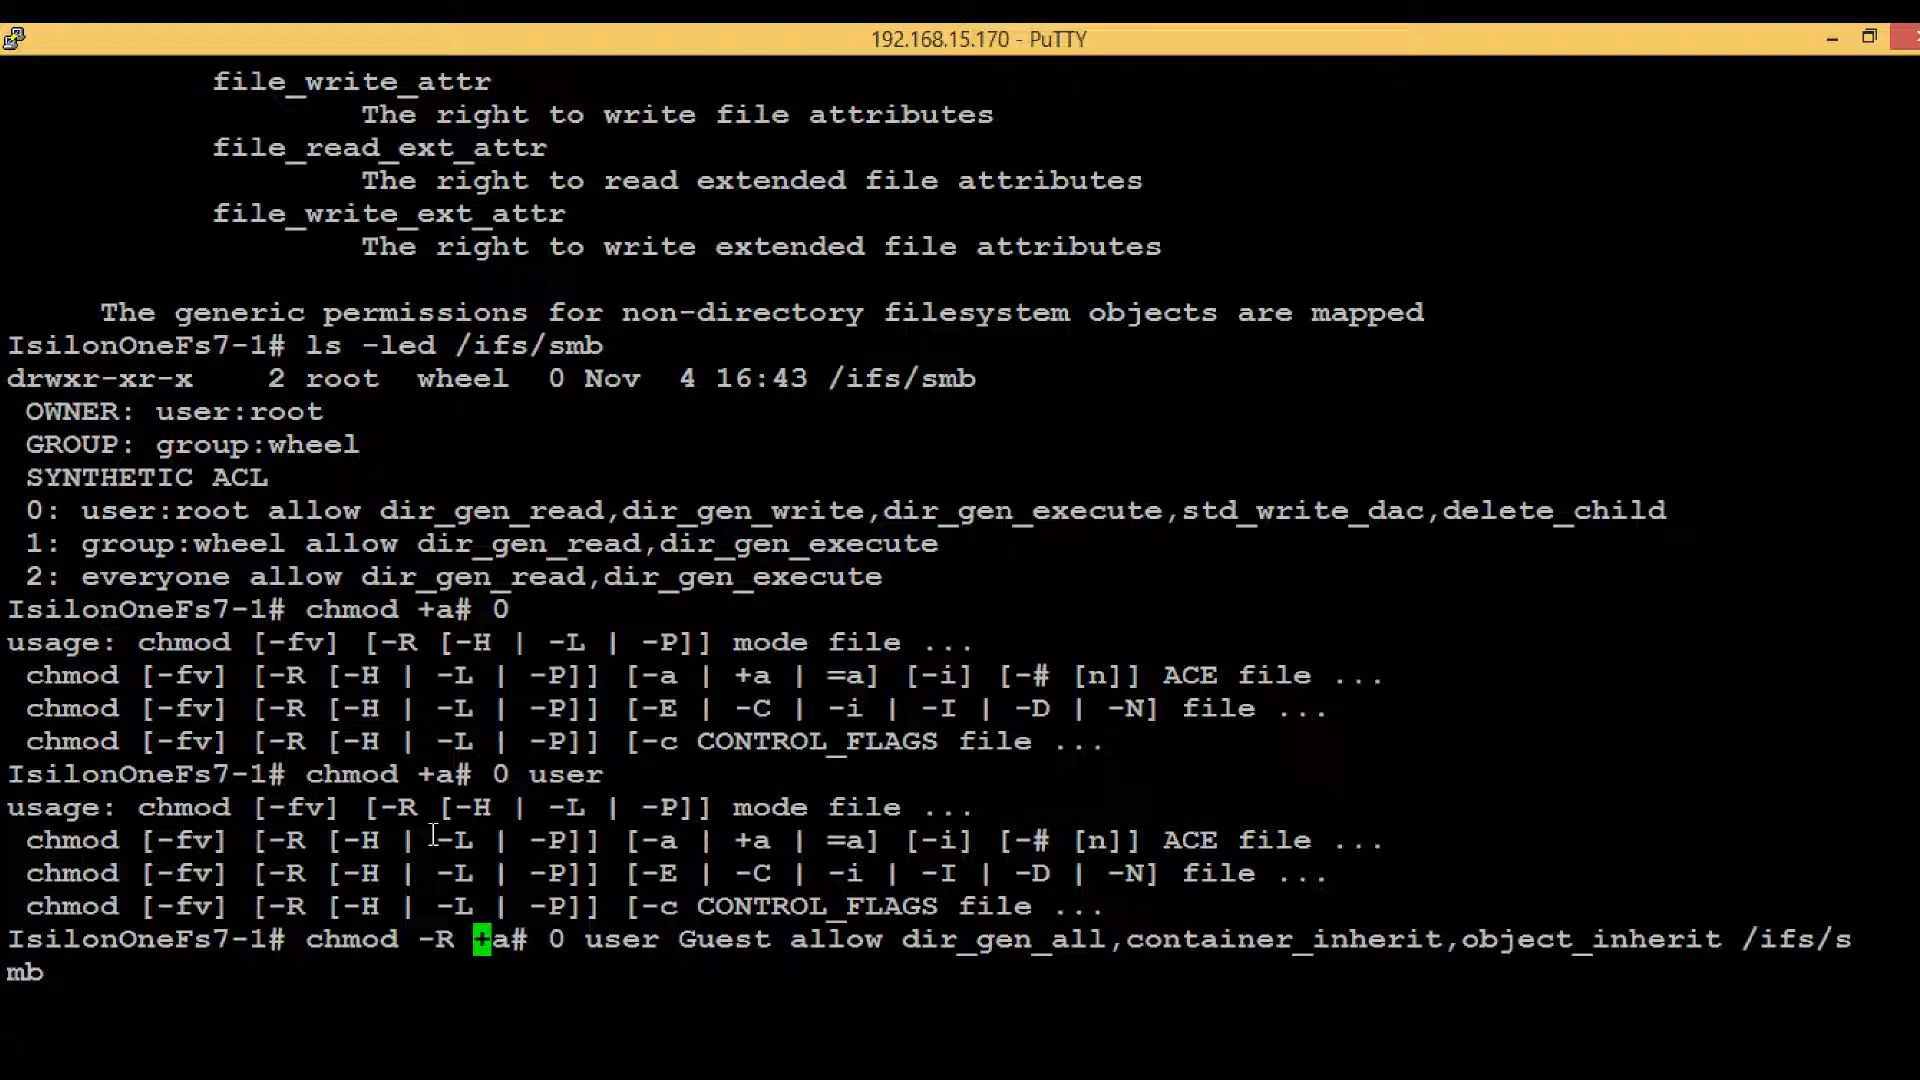 192.168.15.170 - PuTTY
file_write_attr
The right to write file attributes
file_read_ext_attr
The right to read extended file attributes
file_write_ext_attr
The right to write extended file attributes
The generic permissions for non-directory filesystem objects are mapped
IsilonOneFs7-1# ls -led /ifs/smb
drwxr-xr-x    2 root  wheel  0 Nov  4 16:43 /ifs/smb
OWNER: user:root
GROUP: group:wheel
SYNTHETIC ACL
0: user:root allow dir_gen_read,dir_gen_write,dir_gen_execute,std_write_dac,delete_child
1: group:wheel allow dir_gen_read,dir_gen_execute
2: everyone allow dir_gen_read,dir_gen_execute
IsilonOneFs7-1# chmod +a# 0
usage: chmod [-fv] [-R [-H | -L | -P]] mode file ...
chmod [-fv] [-R [-H | -L | -P]] [-a | +a | =a] [-i] [-# [n]] ACE file ...
chmod [-fv] [-R [-H | -L | -P]] [-E | -C | -i | -I | -D | -N] file ...
chmod [-fv] [-R [-H | -L | -P]] [-c CONTROL_FLAGS file ...
IsilonOneFs7-1# chmod +a# 0 user
usage: chmod [-fv] [-R [-H | -L | -P]] mode file ...
chmod [-fv] [-R [-H | -L | -P]] [-a | +a | =a] [-i] [-# [n]] ACE file ...
chmod [-fv] [-R [-H | -L | -P]] [-E | -C | -i | -I | -D | -N] file ...
chmod [-fv] [-R [-H | -L | -P]] [-c CONTROL_FLAGS file ...
IsilonOneFs7-1# chmod -R +a# 0 user Guest allow dir_gen_all,container_inherit,object_inherit /ifs/s
mb